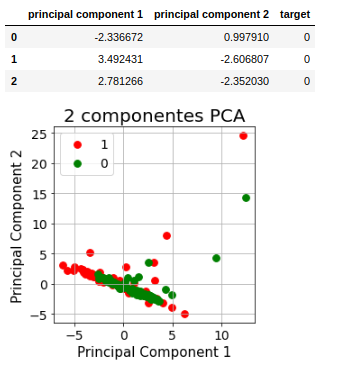 principal component 1 principal component 2 target
0 -2.336672 0.997910 0
1 3.492431 -2.606807 0
2 2.781266 -2.352030 0
2 componentes PCA
1
0
25
20
15
10
5
0
−5
Principal Component 2
−5 0 5 10
Principal Component 1